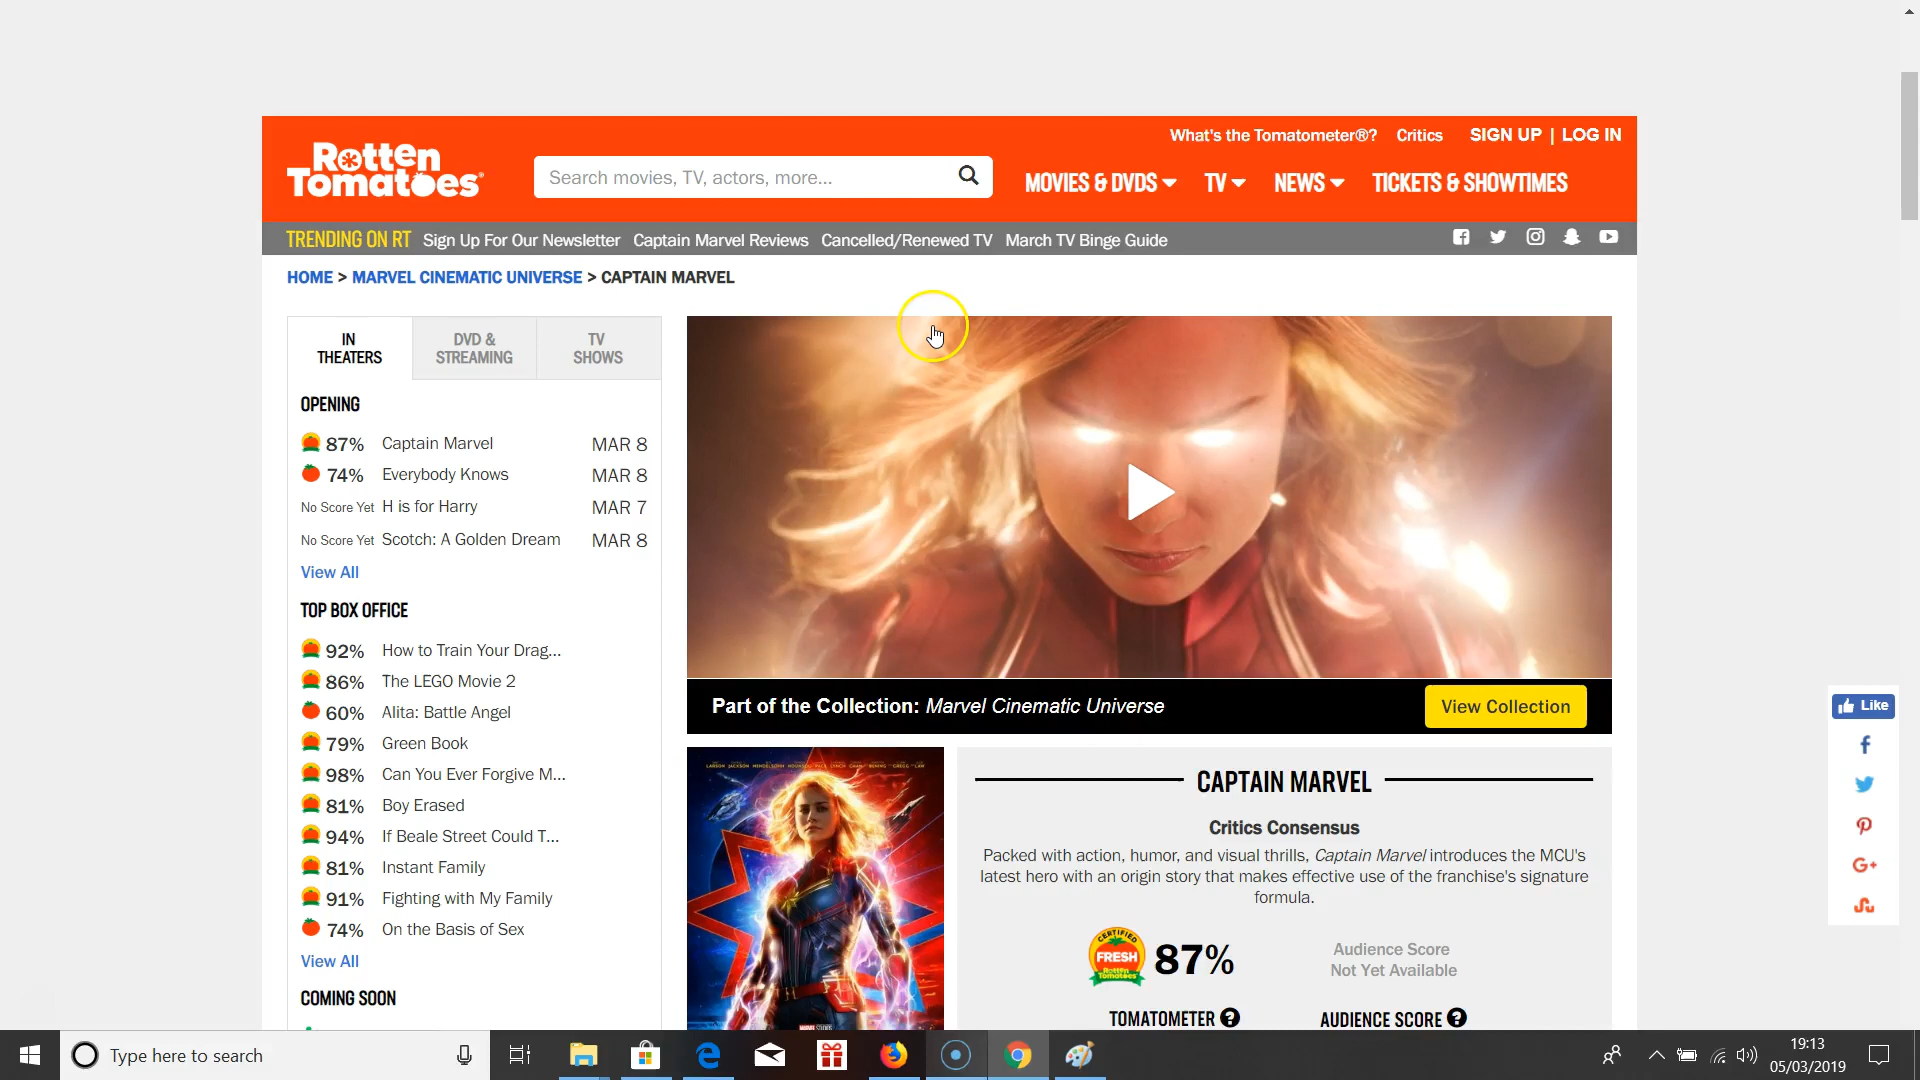 What's the Tomatometer®? Critics SIGN UP | LOG IN
Rotten Tomatoes®
Search movies, TV, actors, more...
MOVIES & DVDS TV NEWS TICKETS & SHOWTIMES
TRENDING ON RT Sign Up For Our Newsletter Captain Marvel Reviews Cancelled/Renewed TV March TV Binge Guide
HOME > MARVEL CINEMATIC UNIVERSE > CAPTAIN MARVEL
IN THEATERS
DVD & STREAMING
TV SHOWS
OPENING
87% Captain Marvel MAR 8
74% Everybody Knows MAR 8
No Score Yet H is for Harry MAR 7
No Score Yet Scotch: A Golden Dream MAR 8
View All
TOP BOX OFFICE
92% How to Train Your Drag...
86% The LEGO Movie 2
60% Alita: Battle Angel
79% Green Book
98% Can You Ever Forgive M...
81% Boy Erased
94% If Beale Street Could T...
81% Instant Family
91% Fighting with My Family
74% On the Basis of Sex
View All
COMING SOON
Part of the Collection: Marvel Cinematic Universe
View Collection
CAPTAIN MARVEL
Critics Consensus
Packed with action, humor, and visual thrills, Captain Marvel introduces the MCU's
latest hero with an origin story that makes effective use of the franchise's signature
formula.
CERTIFIED
FRESH
Rotten Tomatoes
87%
Audience Score
Not Yet Available
TOMATOMETER ?
AUDIENCE SCORE ?
Like
G+
Type here to search
19:13
05/03/2019